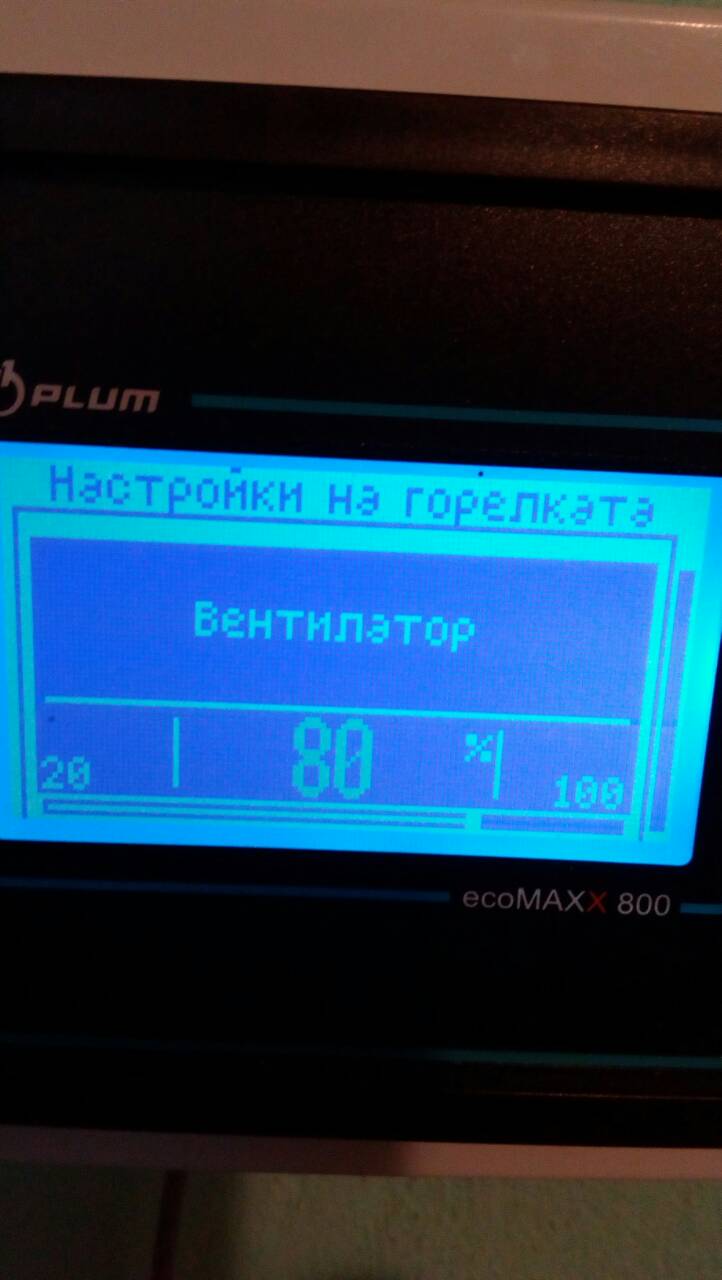 PLUM
Настройки на горелката
Вентилатор
20 80 % 100
ecoMAXX 800